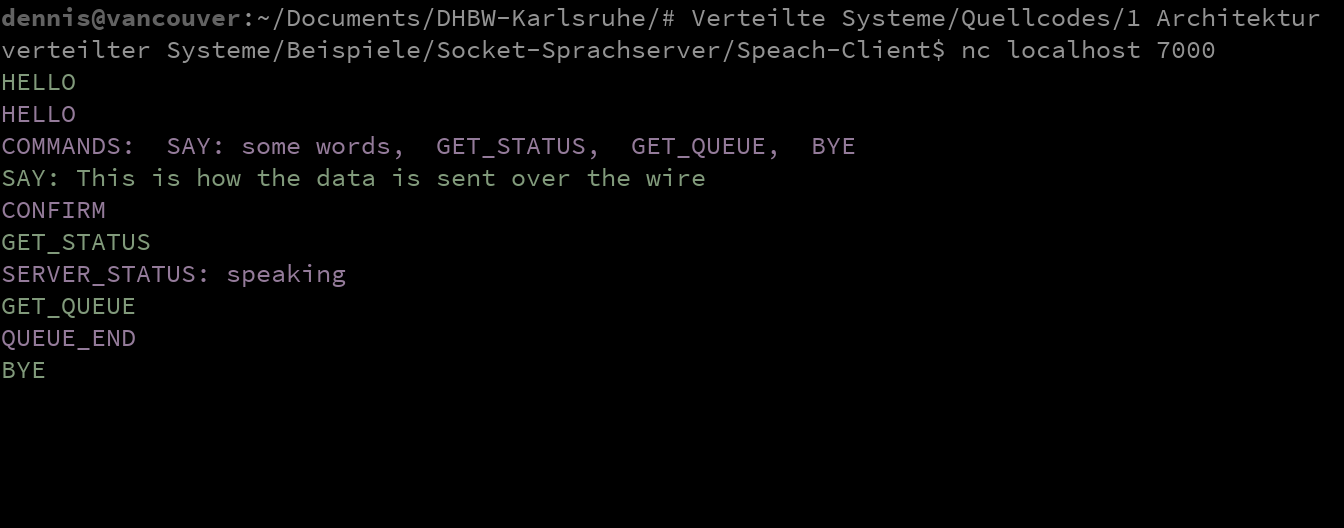 dennis@vancouver:~/Documents/DHBW-Karlsruhe/# Verteilte Systeme/Quellcodes/1 Architektur
verteilter Systeme/Beispiele/Socket-Sprachserver/Speach-Client$ nc localhost 7000
HELLO
HELLO
COMMANDS:  SAY: some words,  GET_STATUS,  GET_QUEUE,  BYE
SAY: This is how the data is sent over the wire
CONFIRM
GET_STATUS
SERVER_STATUS: speaking
GET_QUEUE
QUEUE_END
BYE